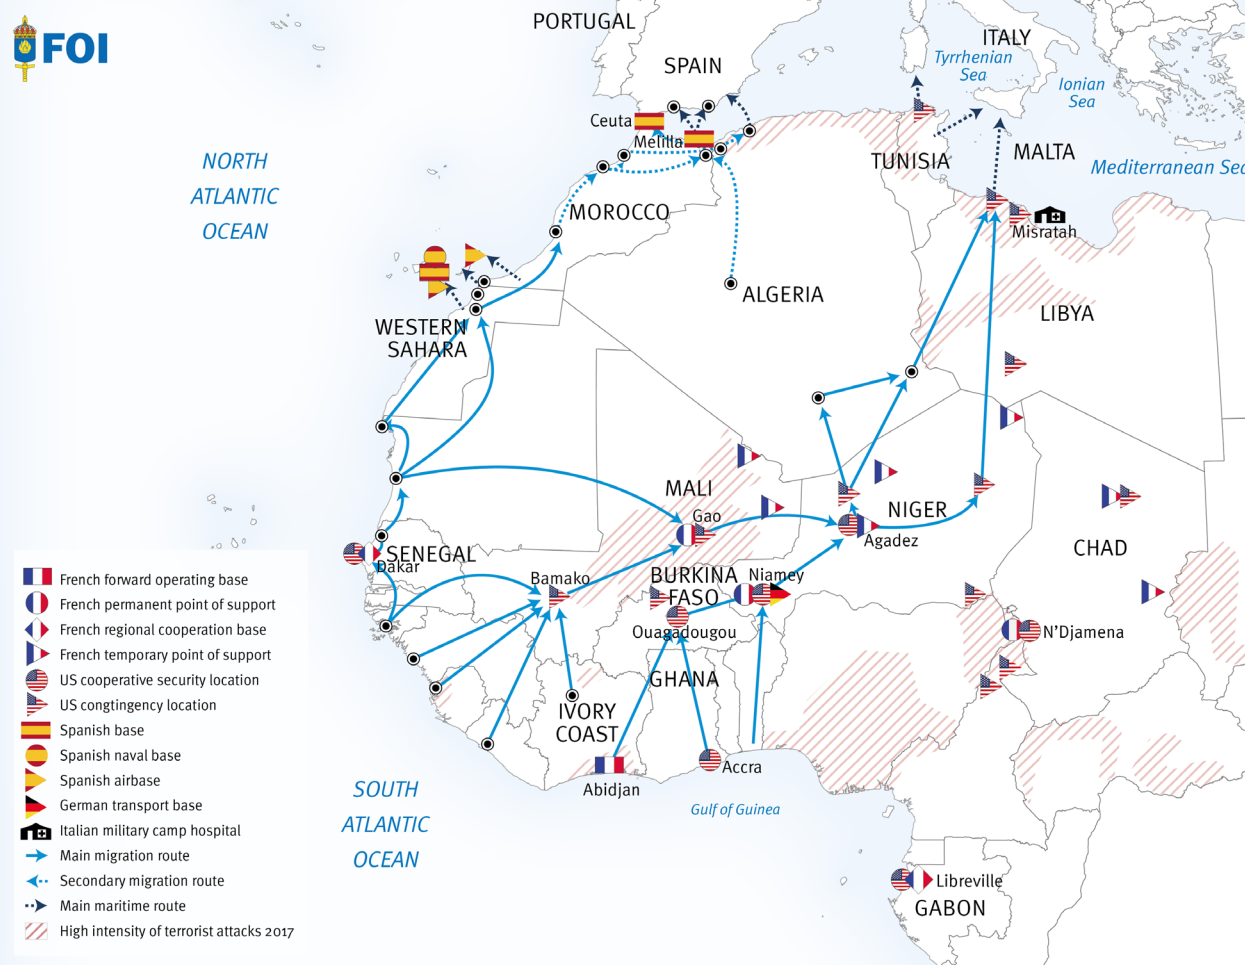 FOI
PORTUGAL
SPAIN
ITALY
Tyrrhenian
Sea
Ionian
Sea
Ceuta
Melilla
NORTH
ATLANTIC
OCEAN
TUNISIA
MALTA
Mediterranean Sea
MOROCCO
Misratah
ALGERIA
LIBYA
WESTERN
SAHARA
MALI
Gao
NIGER
Agadez
CHAD
SENEGAL
Dakar
Bamako
BURKINA
FASO
Niamey
Ouagadougou
N'Djamena
GHANA
IVORY
COAST
Abidjan
Accra
Gulf of Guinea
SOUTH
ATLANTIC
OCEAN
Libreville
GABON
French forward operating base
French permanent point of support
French regional cooperation base
French temporary point of support
US cooperative security location
US congtingency location
Spanish base
Spanish naval base
Spanish airbase
German transport base
Italian military camp hospital
Main migration route
Secondary migration route
Main maritime route
High intensity of terrorist attacks 2017